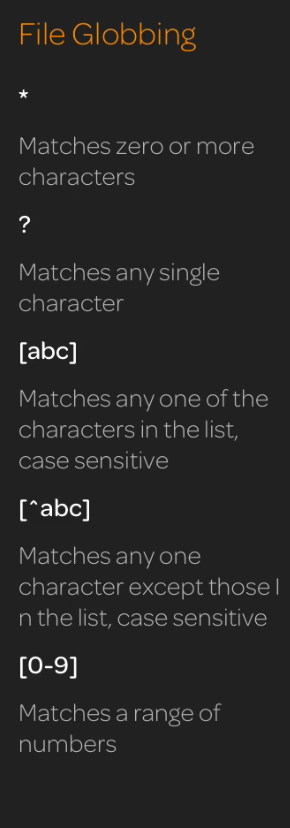 File Globbing
*
Matches zero or more
characters
?
Matches any single
character
[abc]
Matches any one of the
characters in the list,
case sensitive
[^abc]
Matches any one
character except those I
n the list, case sensitive
[0-9]
Matches a range of
numbers